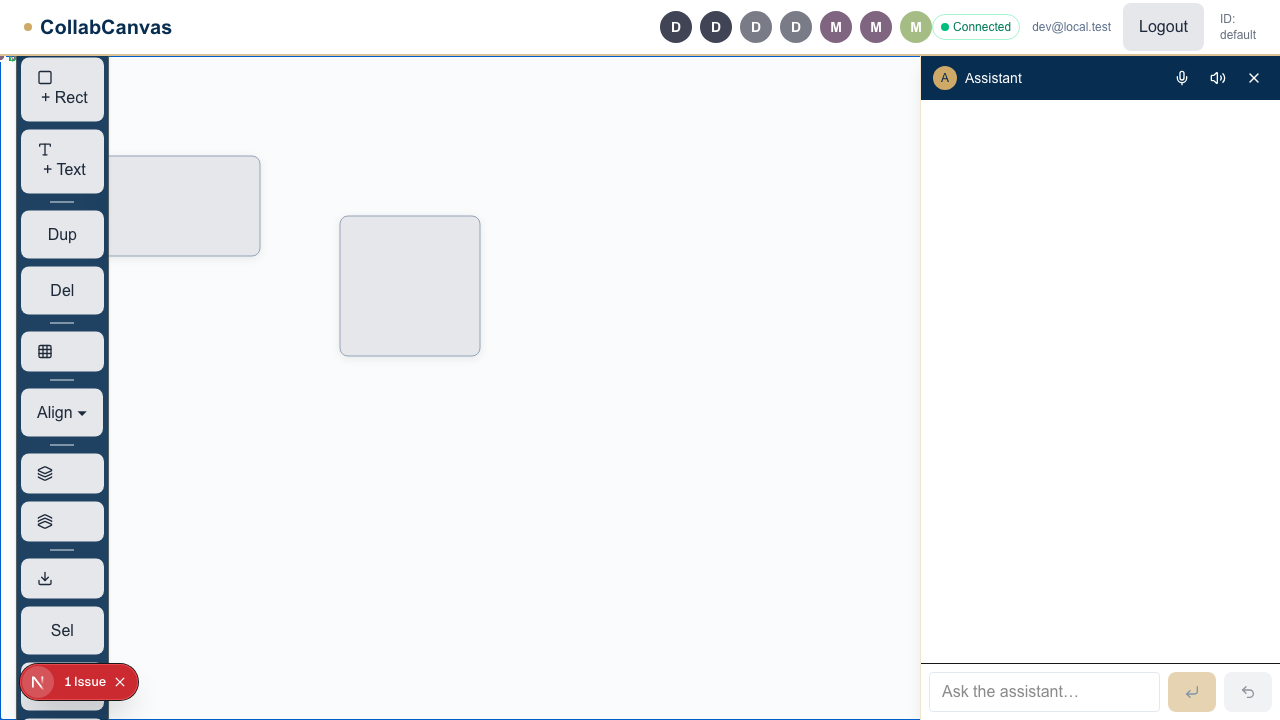 CollabCanvas
D D D D M M M
Connected
dev@local.test
Logout
ID:
default
+ Rect
+ Text
Dup
Del
Align
Sel
1 Issue
A
Assistant
Ask the assistant…